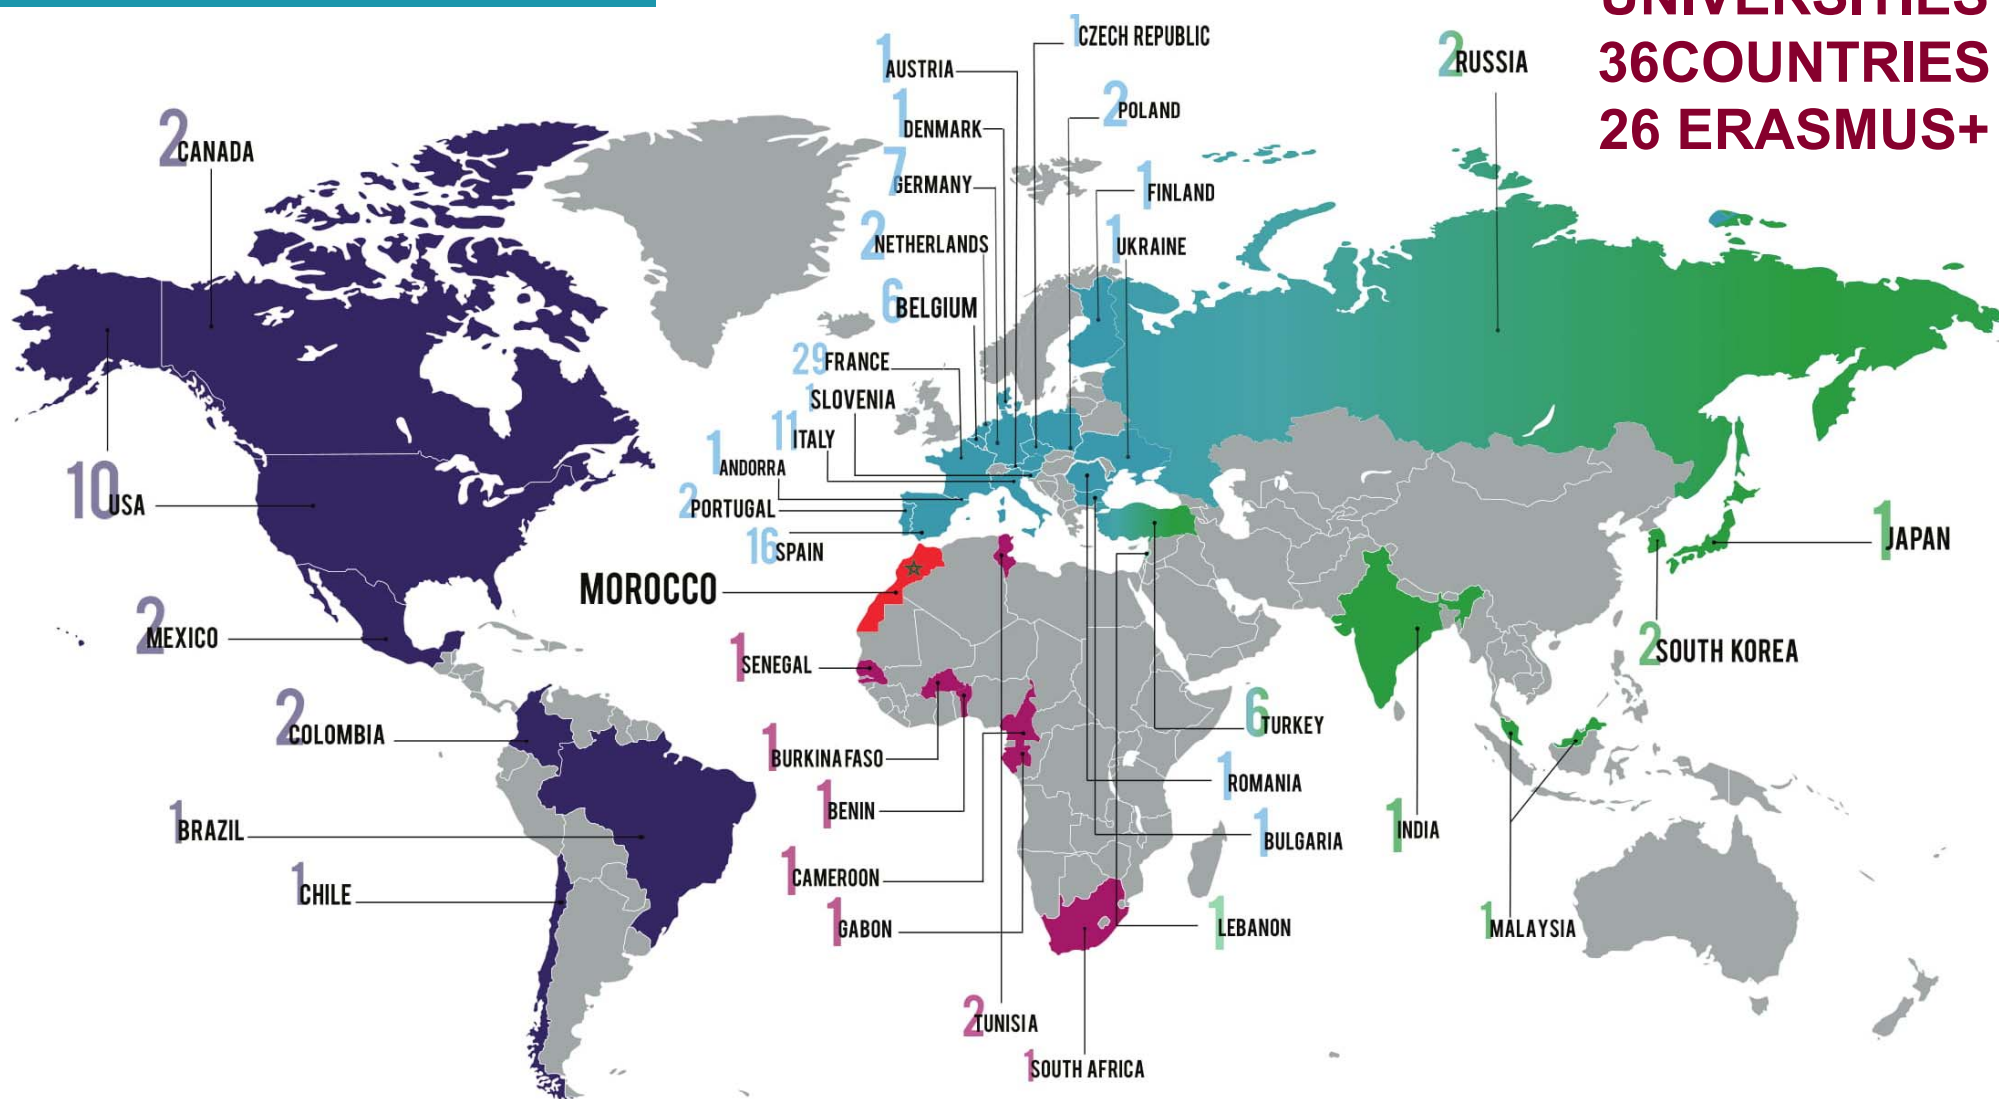 UNIVERSITIES
36COUNTRIES
26 ERASMUS+
1 CZECH REPUBLIC
1 AUSTRIA
2 RUSSIA
2 POLAND
1 DENMARK
2 CANADA
7 GERMANY
1 FINLAND
2 NETHERLANDS
1 UKRAINE
6 BELGIUM
29 FRANCE
1 SLOVENIA
11 ITALY
1 ANDORRA
10 USA
2 PORTUGAL
16 SPAIN
1 JAPAN
MOROCCO
2 MEXICO
1 SENEGAL
2 SOUTH KOREA
2 COLOMBIA
6 TURKEY
1 BURKINA FASO
1 ROMANIA
1 BENIN
1 BRAZIL
1 INDIA
1 BULGARIA
1 CAMEROON
1 CHILE
1 GABON
1 LEBANON
1 MALAYSIA
2 TUNISIA
1 SOUTH AFRICA